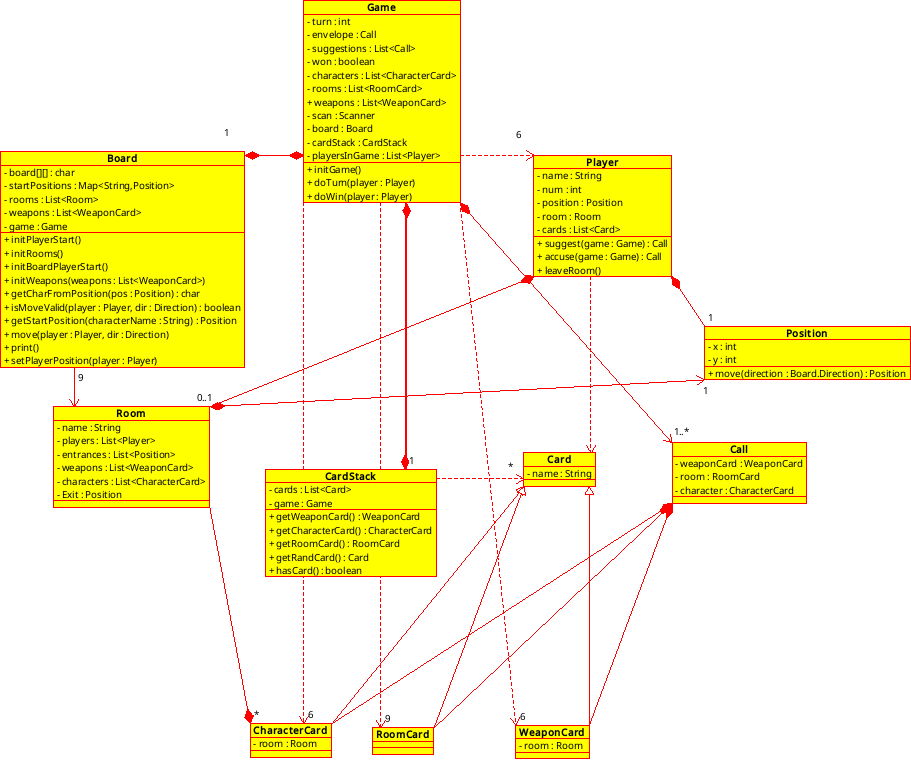 Game
- turn : int
- envelope : Call
- suggestions : List<Call>
- won : boolean
- characters : List<CharacterCard>
- rooms : List<RoomCard>
+ weapons : List<WeaponCard>
- scan : Scanner
- board : Board
- cardStack : CardStack
- playersInGame : List<Player>
+ initGame()
+ doTurn(player : Player)
+ doWin(player : Player)
1
6
Board
- board[][] : char
- startPositions : Map<String,Position>
- rooms : List<Room>
- weapons : List<WeaponCard>
- game : Game
+ initPlayerStart()
+ initRooms()
+ initBoardPlayerStart()
+ initWeapons(weapons : List<WeaponCard>)
+ getCharFromPosition(pos : Position) : char
+ isMoveValid(player : Player, dir : Direction) : boolean
+ getStartPosition(characterName : String) : Position
+ move(player : Player, dir : Direction)
+ print()
+ setPlayerPosition(player : Player)
Player
- name : String
- num : int
- position : Position
- room : Room
- cards : List<Card>
+ suggest(game : Game) : Call
+ accuse(game : Game) : Call
+ leaveRoom()
1
Position
- x : int
- y : int
+ move(direction : Board.Direction) : Position
9
0..1
1
Room
- name : String
- players : List<Player>
- entrances : List<Position>
- weapons : List<WeaponCard>
- characters : List<CharacterCard>
- Exit : Position
1..*
1
*
CardStack
- cards : List<Card>
- game : Game
+ getWeaponCard() : WeaponCard
+ getCharacterCard() : CharacterCard
+ getRoomCard() : RoomCard
+ getRandCard() : Card
+ hasCard() : boolean
Card
- name : String
Call
- weaponCard : WeaponCard
- room : RoomCard
- character : CharacterCard
*
6
9
6
CharacterCard
- room : Room
RoomCard
WeaponCard
- room : Room